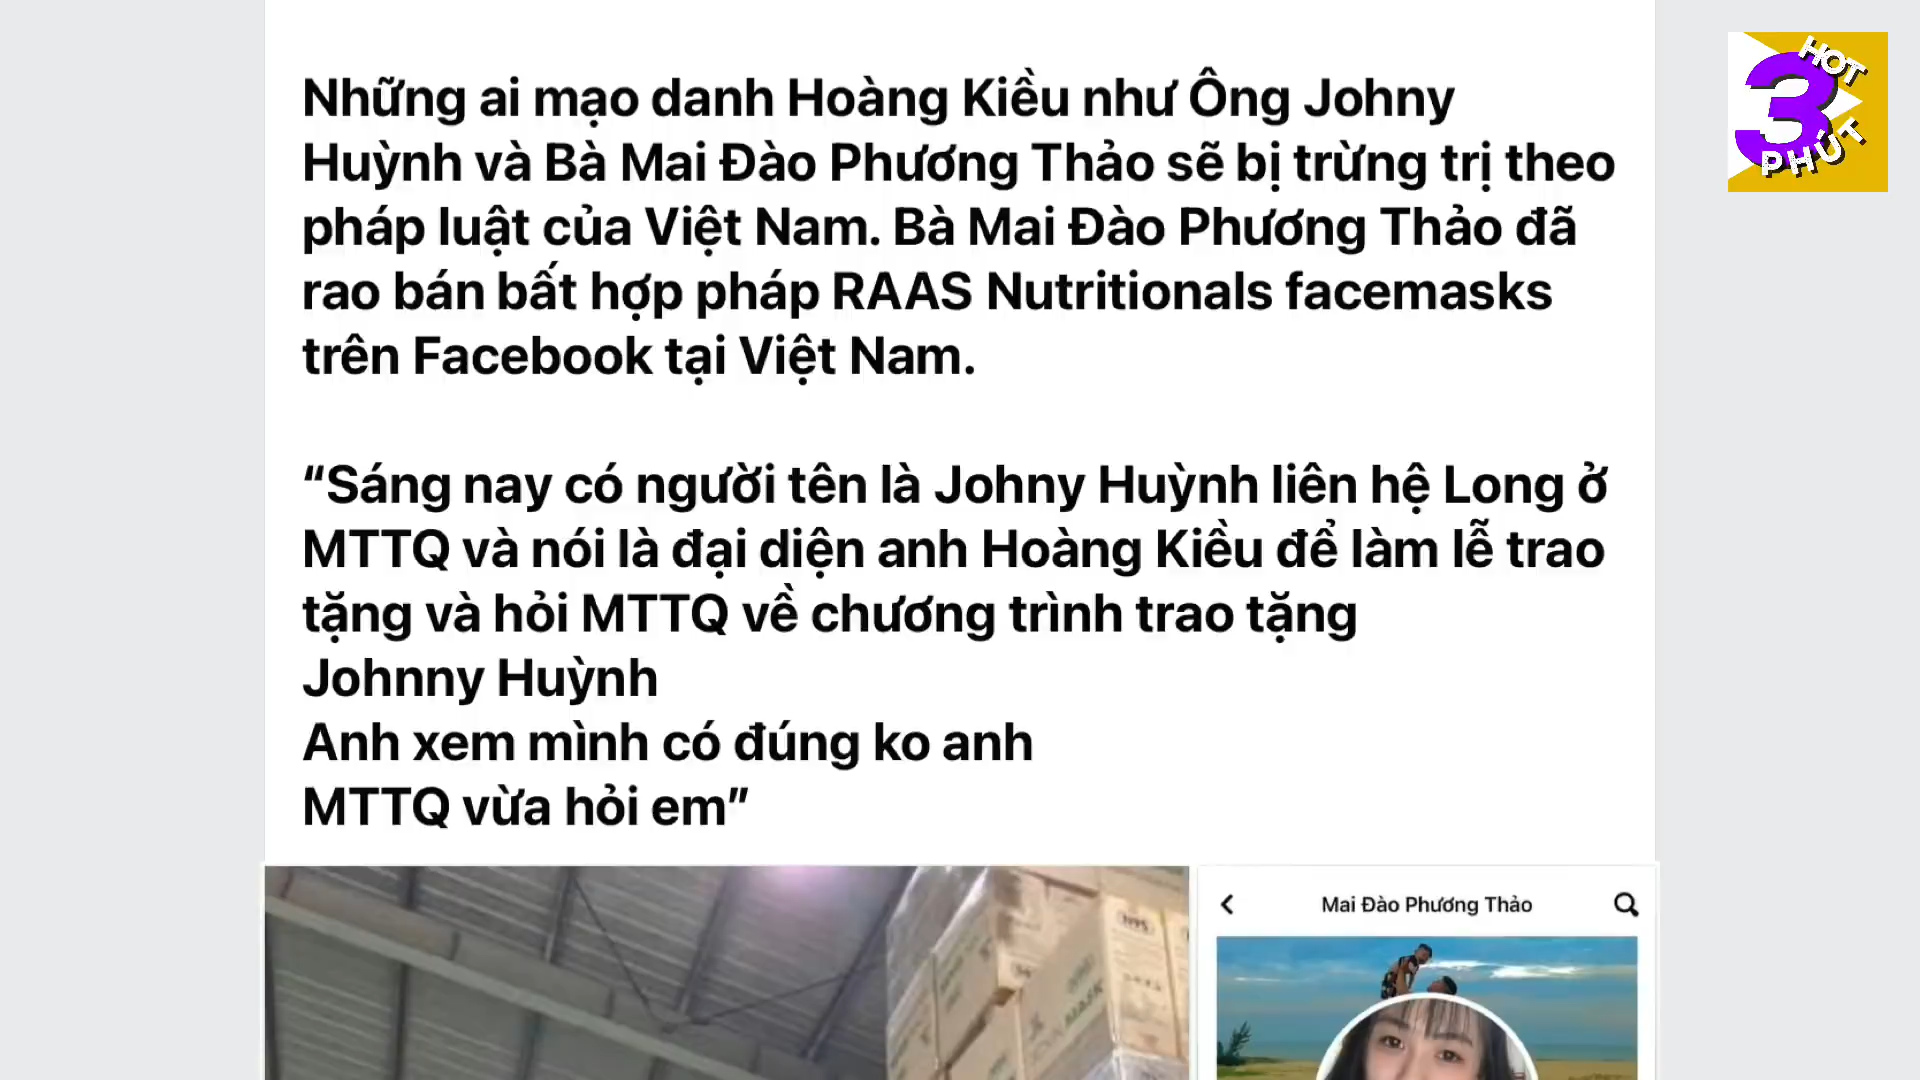 HOT
3
PHÚT
Những ai mạo danh Hoàng Kiều như Ông Johny
Huỳnh và Bà Mai Đào Phương Thảo sẽ bị trừng trị theo
pháp luật của Việt Nam. Bà Mai Đào Phương Thảo đã
rao bán bất hợp pháp RAAS Nutritionals facemasks
trên Facebook tại Việt Nam.
“Sáng nay có người tên là Johny Huỳnh liên hệ Long ở
MTTQ và nói là đại diện anh Hoàng Kiều để làm lễ trao
tặng và hỏi MTTQ về chương trình trao tặng
Johnny Huỳnh
Anh xem mình có đúng ko anh
MTTQ vừa hỏi em”
Mai Đào Phương Thảo
N95
MASK